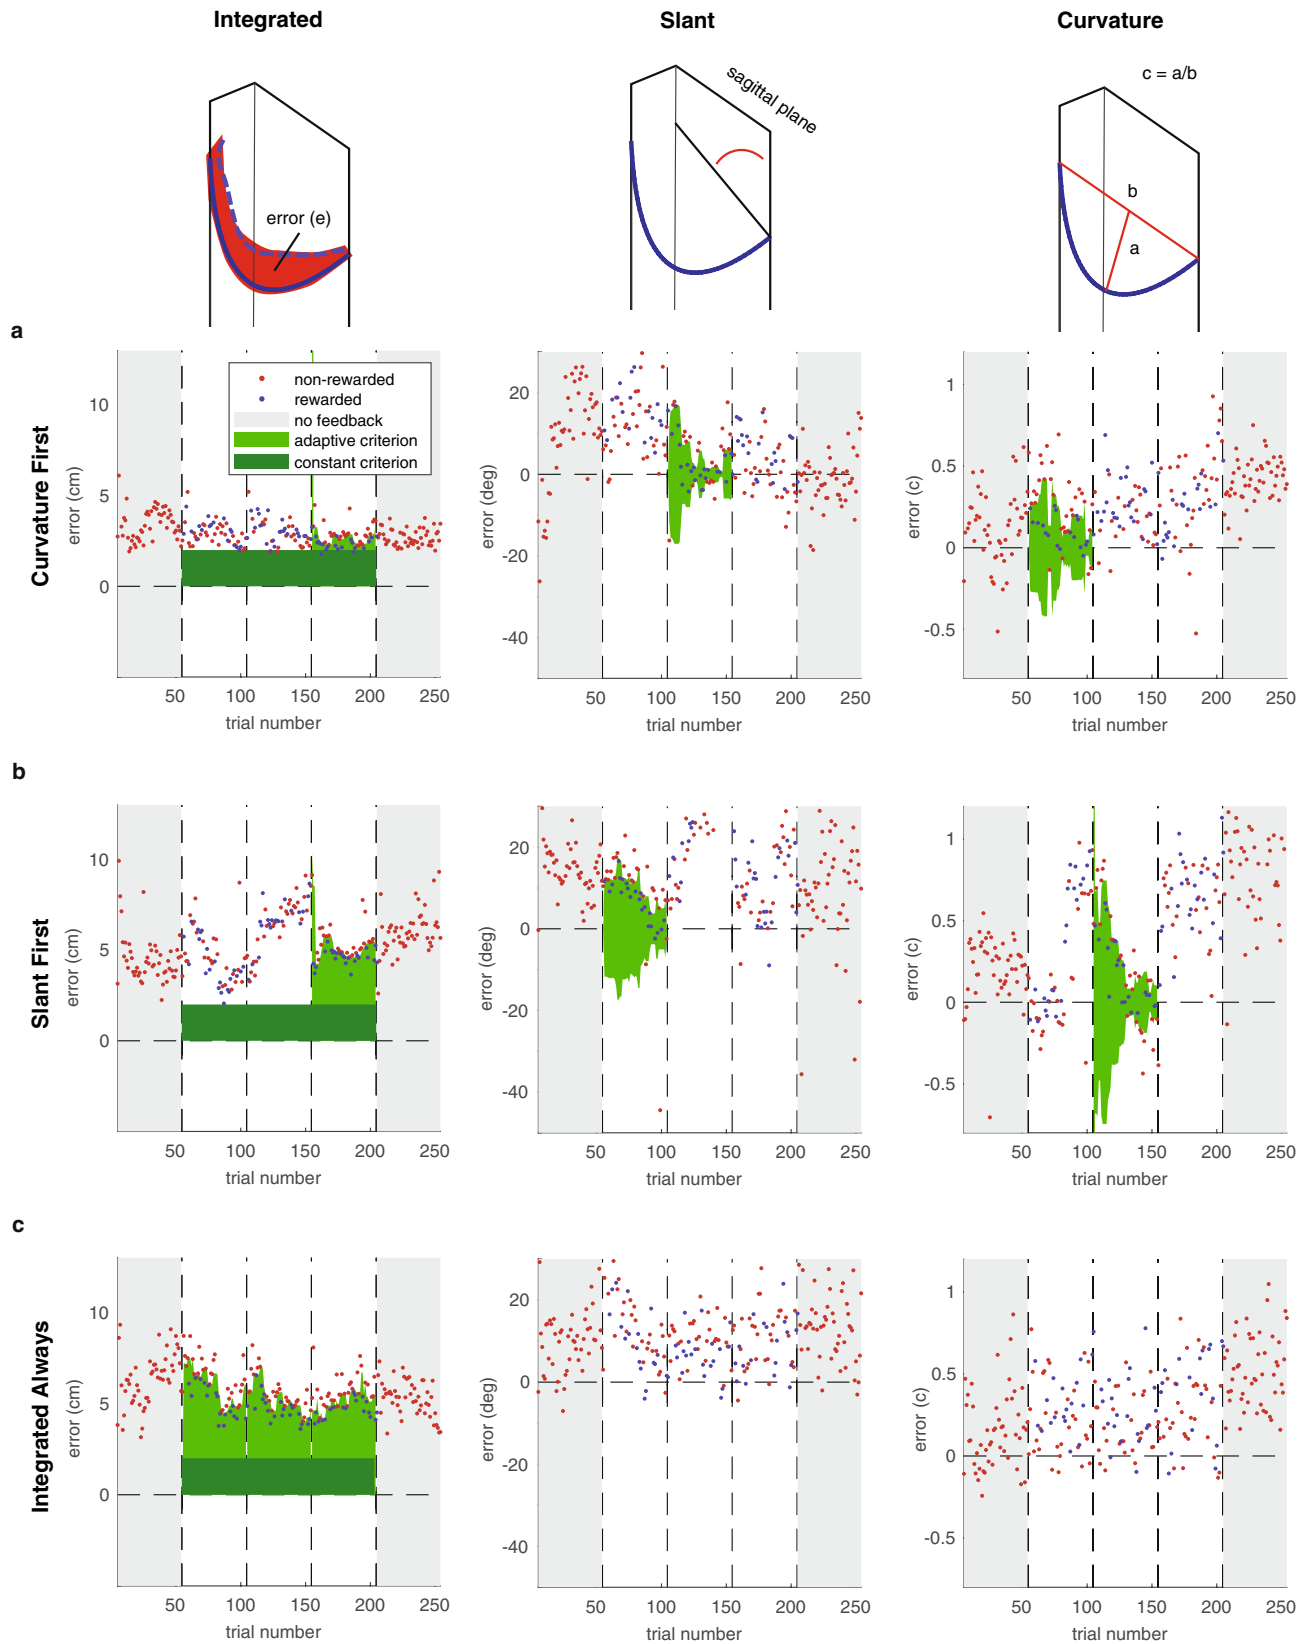 Integrated
Slant
Curvature
error (e)
sagittal plane
c = a/b
b
a
a
Curvature First
error (cm)
10
5
0
non-rewarded
rewarded
no feedback
adaptive criterion
constant criterion
50 100 150 200 250
trial number
error (deg
20
0
-20
-40
50 100 150 200 250
trial number
error (c)
1
0.5
0
-0.5
50 100 150 200 250
trial number
b
Slant First
error (cm)
10
5
0
50 100 150 200 250
trial number
error (deg)
20
0
-20
-40
50 100 150 200 250
trial number
error (c)
1
0.5
0
-0.5
50 100 150 200 250
trial number
c
Integrated Always
error (cm)
10
5
0
50 100 150 200 250
trial number
error (deg)
20
0
-20
-40
50 100 150 200 250
trial number
error (c)
1
0.5
0
-0.5
50 100 150 200 250
trial number